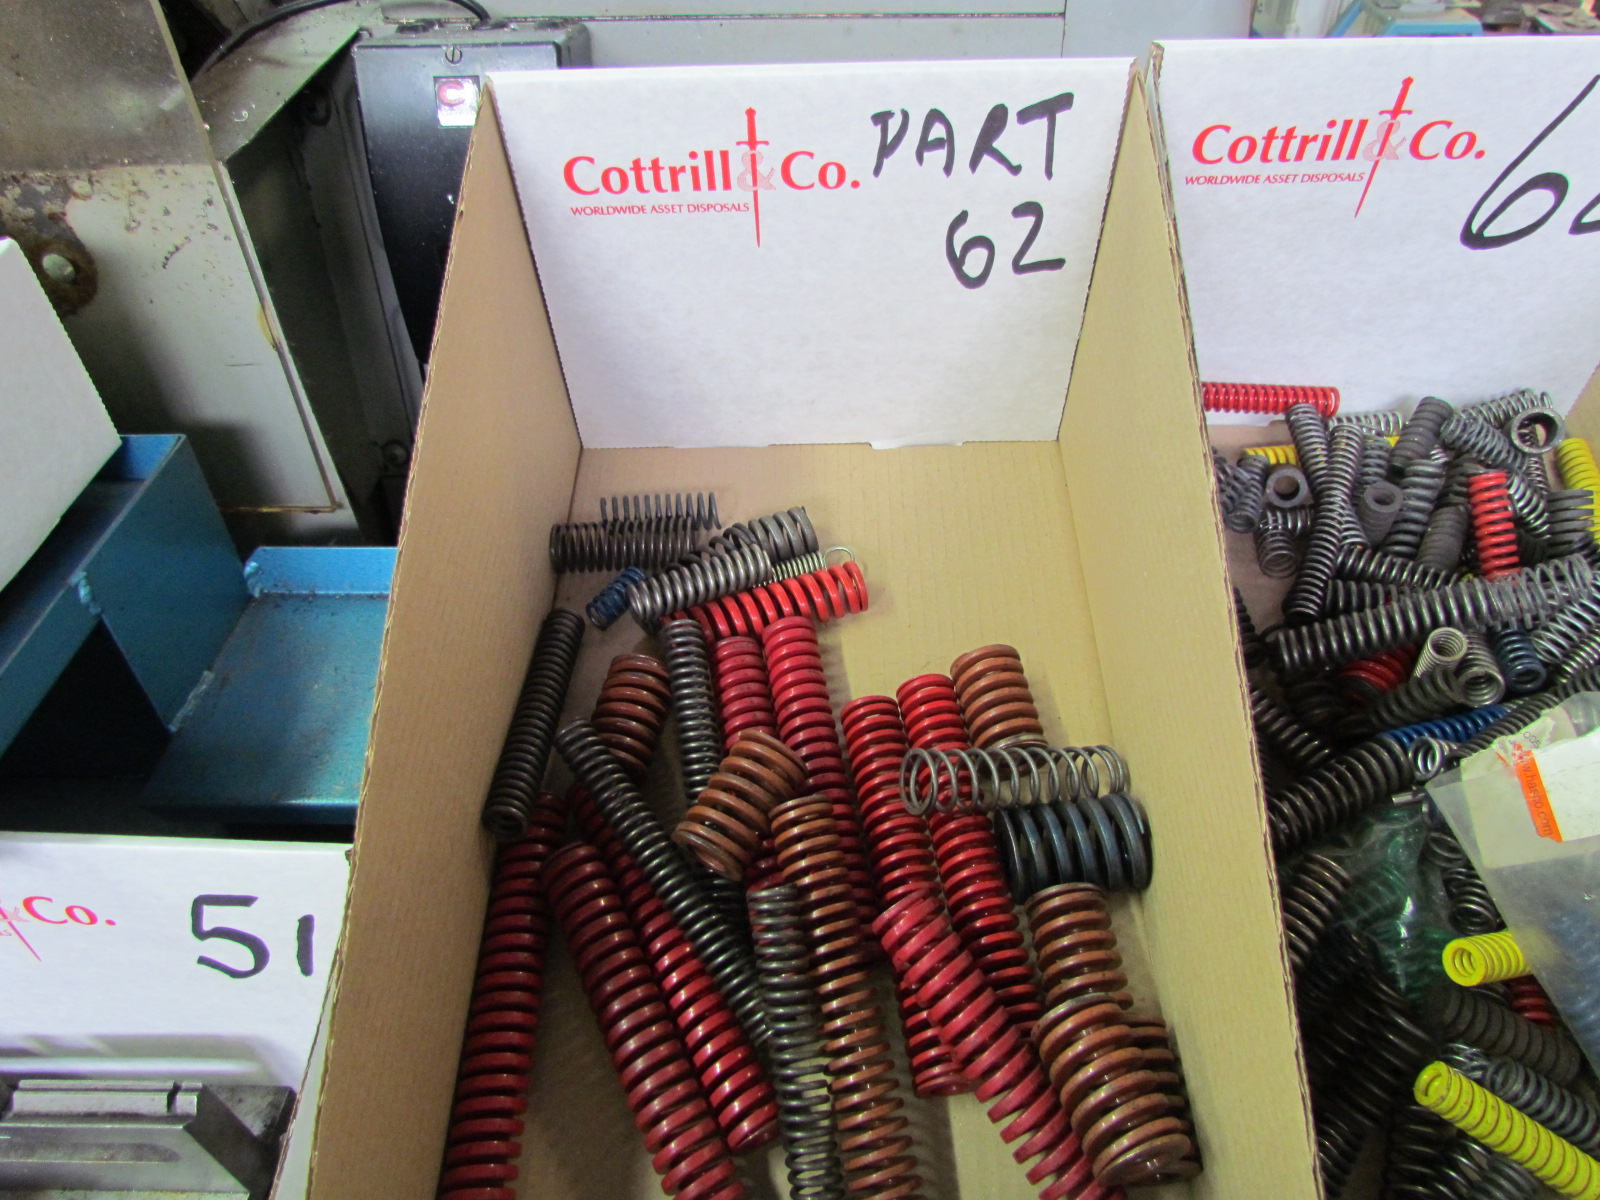 Cottrill & Co.
WORLDWIDE ASSET DISPOSALS
PART
62
Cottrill & Co.
WORLDWIDE ASSET DISPOSALS
Co.
51